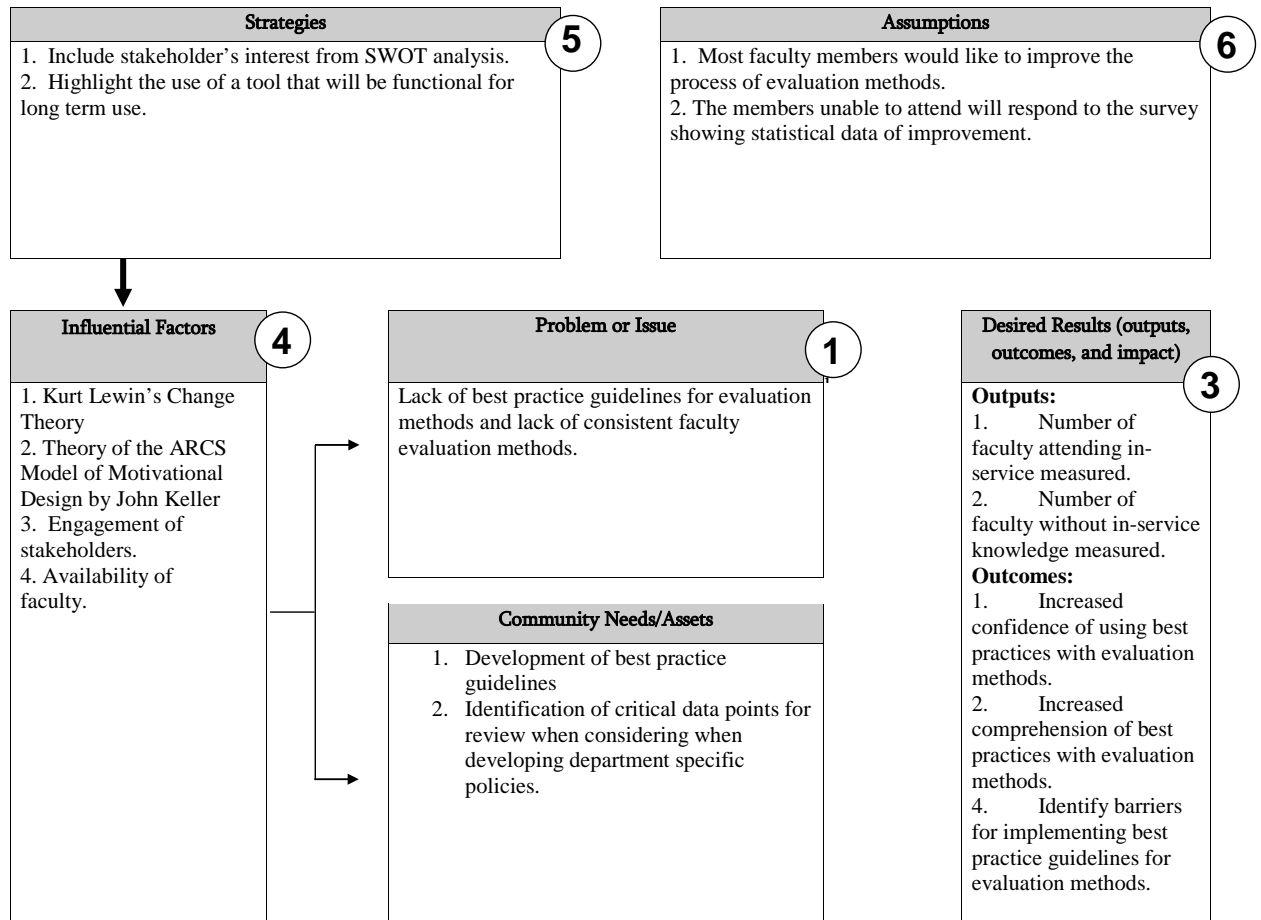 Strategies
5
1. Include stakeholder's interest from SWOT analysis.
2. Highlight the use of a tool that will be functional for
long term use.
Assumptions
6
1. Most faculty members would like to improve the
process of evaluation methods.
2. The members unable to attend will respond to the survey
showing statistical data of improvement.
Influential Factors
4
1. Kurt Lewin's Change
Theory
2. Theory of the ARCS
Model of Motivational
Design by John Keller
3. Engagement of
stakeholders.
4. Availability of
faculty.
Problem or Issue
1
Lack of best practice guidelines for evaluation
methods and lack of consistent faculty
evaluation methods.
Community Needs/Assets
1. Development of best practice
guidelines
2. Identification of critical data points for
review when considering when
developing department specific
policies.
Desired Results (outputs,
outcomes, and impact)
3
Outputs:
1. Number of
faculty attending in-
service measured.
2. Number of
faculty without in-service
knowledge measured.
Outcomes:
1. Increased
confidence of using best
practices with evaluation
methods.
2. Increased
comprehension of best
practices with evaluation
methods.
4. Identify barriers
for implementing best
practice guidelines for
evaluation methods.